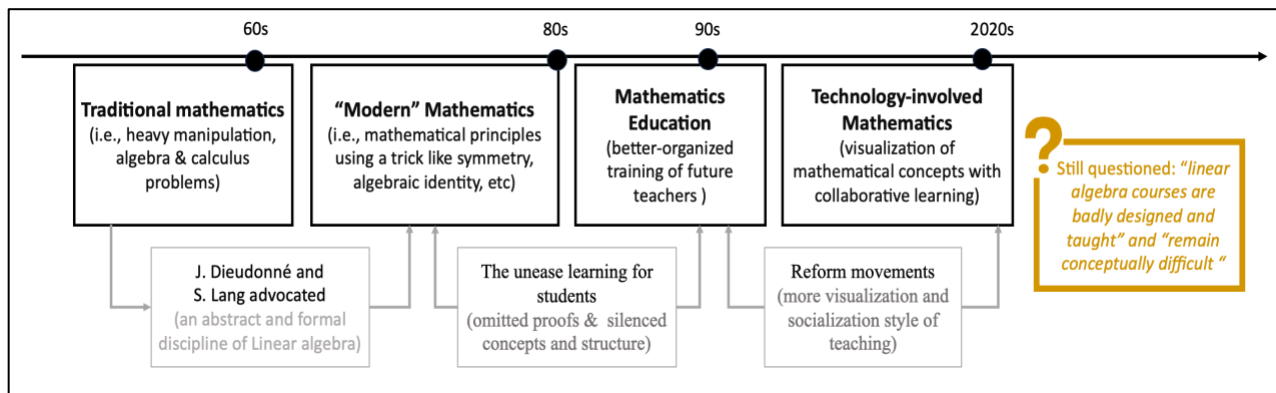 60s
80s
90s
2020s
Traditional mathematics
(i.e., heavy manipulation,
algebra & calculus
problems)
“Modern” Mathematics
(i.e., mathematical principles
using a trick like symmetry,
algebraic identity, etc)
Mathematics
Education
(better-organized
training of future
teachers )
Technology-involved
Mathematics
(visualization of
mathematical concepts with
collaborative learning)
?
Still questioned: “linear
algebra courses are
badly designed and
taught” and “remain
conceptually difficult “
J. Dieudonné and
S. Lang advocated
(an abstract and formal
discipline of Linear algebra)
The unease learning for
students
(omitted proofs & silenced
concepts and structure)
Reform movements
(more visualization and
socialization style of
teaching)